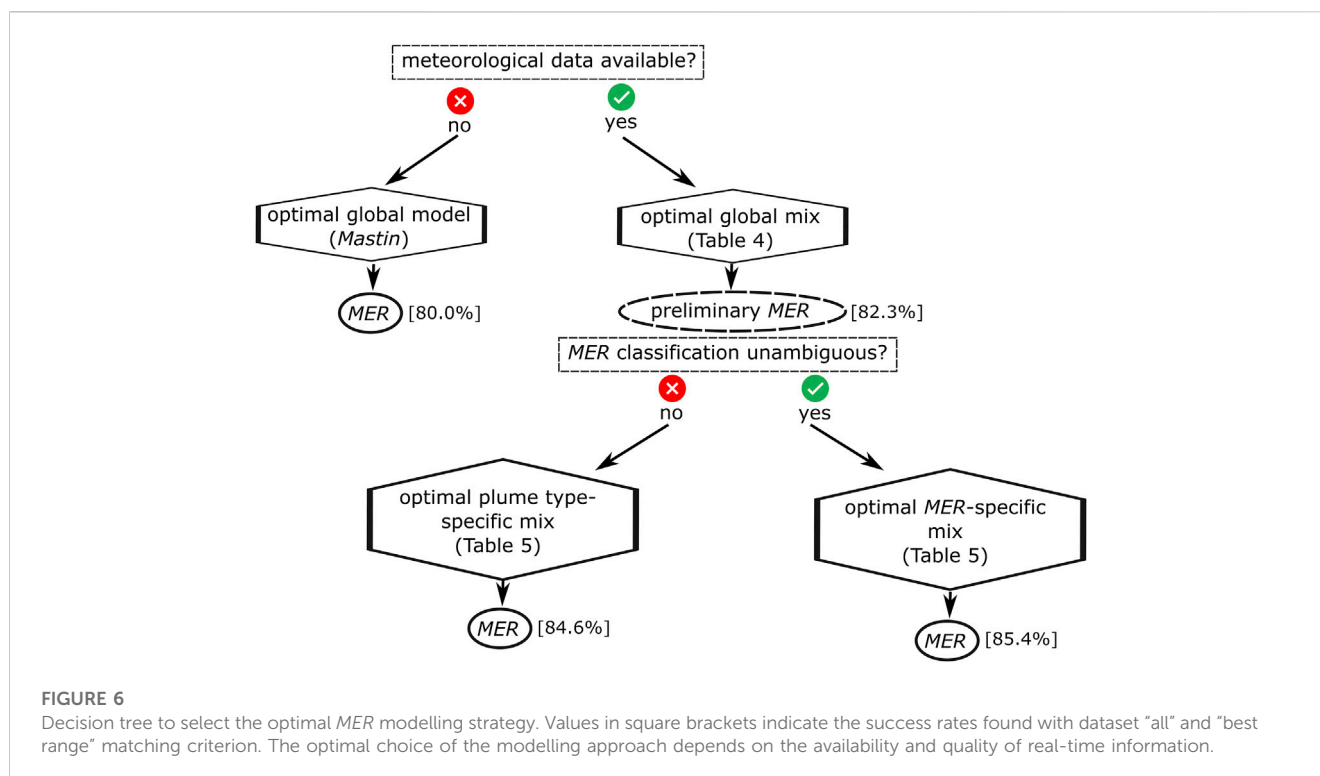 meteorological data available?
no
yes
optimal global model
(Mastin)
optimal global mix
(Table 4)
MER [80.0%]
preliminary MER [82.3%]
MER classification unambiguous?
no
yes
optimal plume type-
specific mix
(Table 5)
optimal MER-specific
mix
(Table 5)
MER [84.6%]
MER [85.4%]
FIGURE 6
Decision tree to select the optimal MER modelling strategy. Values in square brackets indicate the success rates found with dataset “all” and “best
range” matching criterion. The optimal choice of the modelling approach depends on the availability and quality of real-time information.